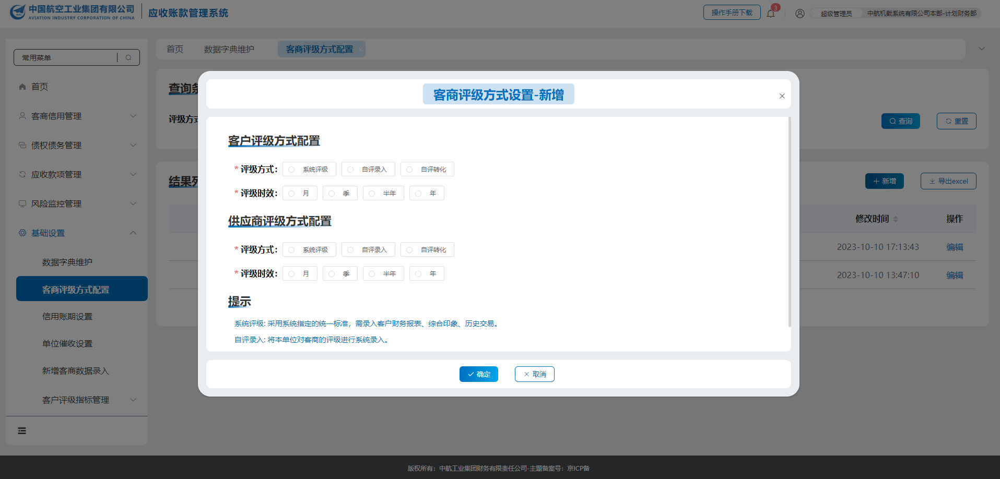 中国航空工业集团有限公司
AVIATION INDUSTRY CORPORATION OF CHINA
应收账款管理系统
操作手册下载
3
超级管理员
中航机载系统有限公司本部-计划财务部
常用菜单
首页
客商信用管理
债权债务管理
应收款项管理
风险监控管理
基础设置
数据字典维护
客商评级方式配置
信用账期设置
单位催收设置
新增客商数据录入
客户评级指标管理
首页
数据字典维护
客商评级方式配置
查询条
评级方式
查询
重置
结果列
新增
导出excel
修改时间
操作
2023-10-10 17:13:43
编辑
2023-10-10 13:47:10
编辑
客商评级方式设置-新增
客户评级方式配置
* 评级方式：
系统评级
自评录入
自评转化
* 评级时效：
月
季
半年
年
供应商评级方式配置
* 评级方式：
系统评级
自评录入
自评转化
* 评级时效：
月
季
半年
年
提示
系统评级: 采用系统指定的统一标准，需录入客户财务报表、综合印象、历史交易。
自评录入: 将本单位对客商的评级进行系统录入。
确定
取消
版权所有：中航工业集团财务有限责任公司-主题备案号：京ICP备